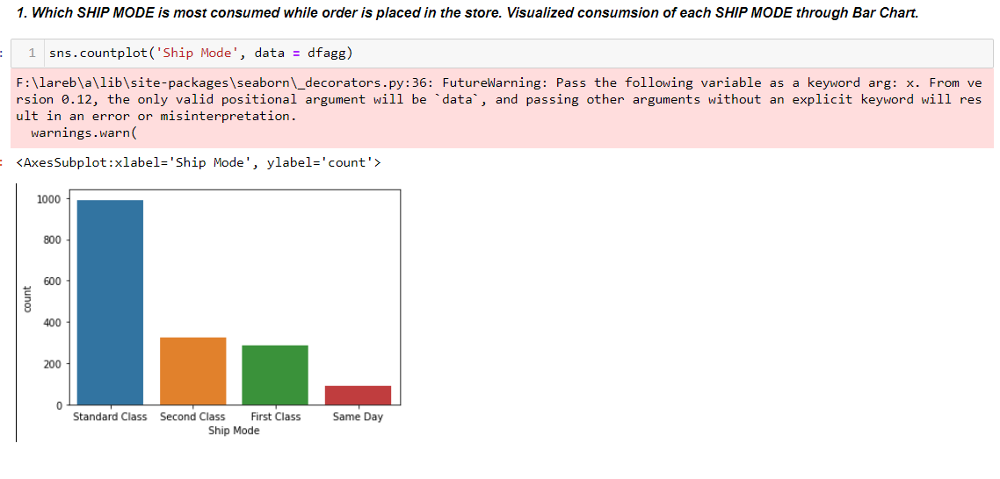 1. Which SHIP MODE is most consumed while order is placed in the store. Visualized consumsion of each SHIP MODE through Bar Chart.
: 1 sns.countplot('Ship Mode', data = dfagg)
F:\lareb\a\lib\site-packages\seaborn\_decorators.py:36: FutureWarning: Pass the following variable as a keyword arg: x. From ve
rsion 0.12, the only valid positional argument will be `data`, and passing other arguments without an explicit keyword will res
ult in an error or misinterpretation.
warnings.warn(
: <AxesSubplot:xlabel='Ship Mode', ylabel='count'>
1000
800
600
400
200
0
count
Standard Class Second Class First Class Same Day
Ship Mode